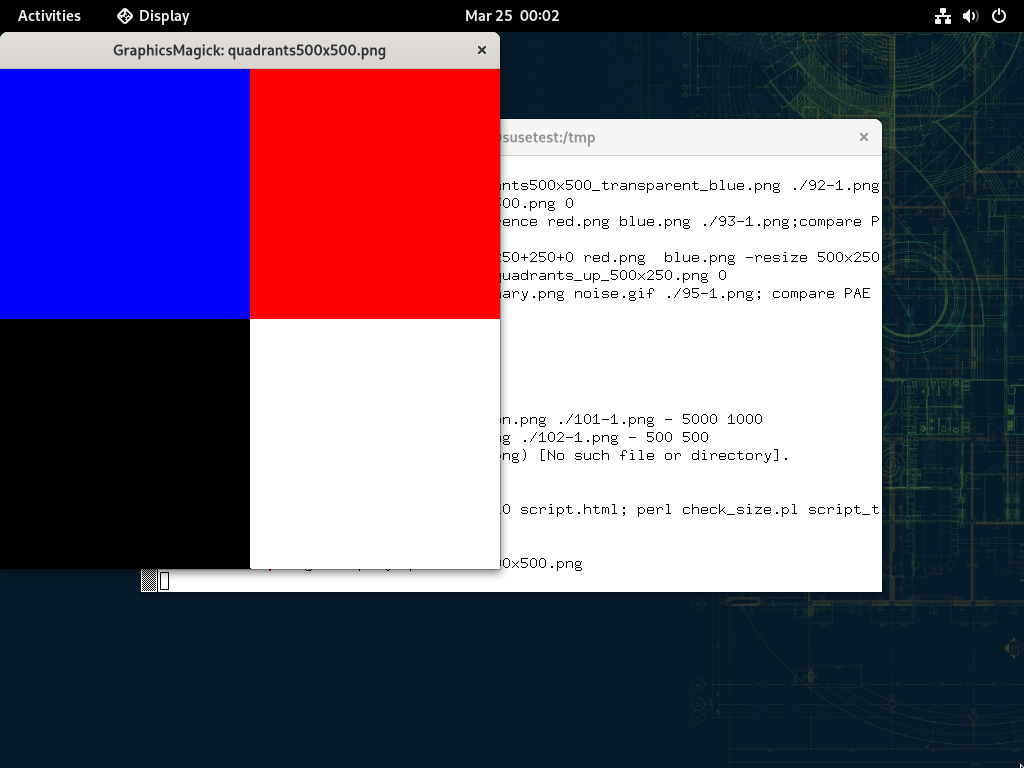 Activities
Display
Mar 25 00:02
GraphicsMagick: quadrants500x500.png
susetest:/tmp
nts500x500_transparent_blue.png ./92-1.png
00.png 0
ence red.png blue.png ./93-1.png;compare P
50+250+0 red.png  blue.png -resize 500x250
uadrants_up_500x250.png 0
ary.png noise.gif ./95-1.png; compare PAE
n.png ./101-1.png - 5000 1000
g ./102-1.png - 500 500
ng) [No such file or directory].
0 script.html; perl check_size.pl script_t
0x500.png